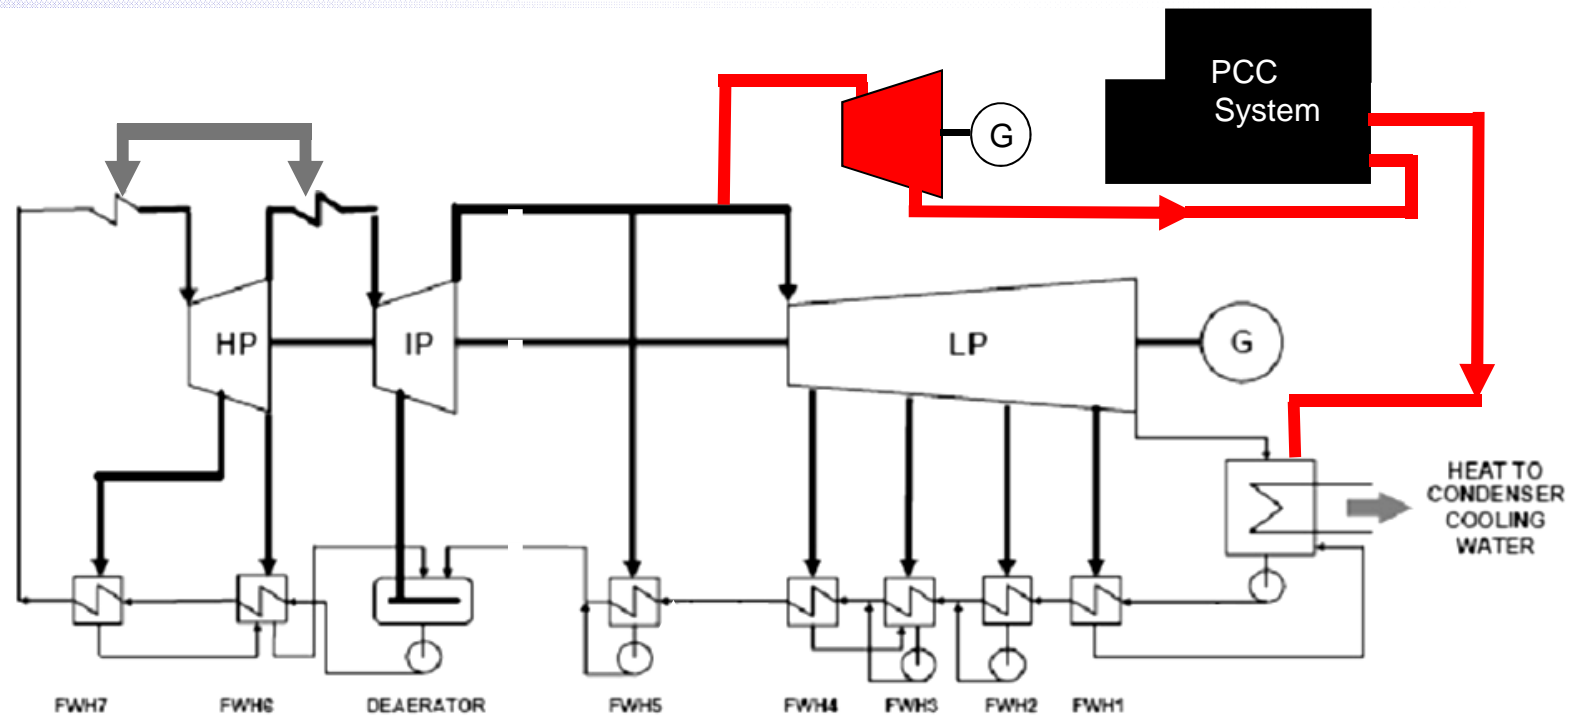 PCC
System
G
HP
IP
LP
G
HEAT TO
CONDENSER
COOLING
WATER
FWH7
FWH6
DEAERATOR
FWH5
FWH4
FWH3
FWH2
FWH1